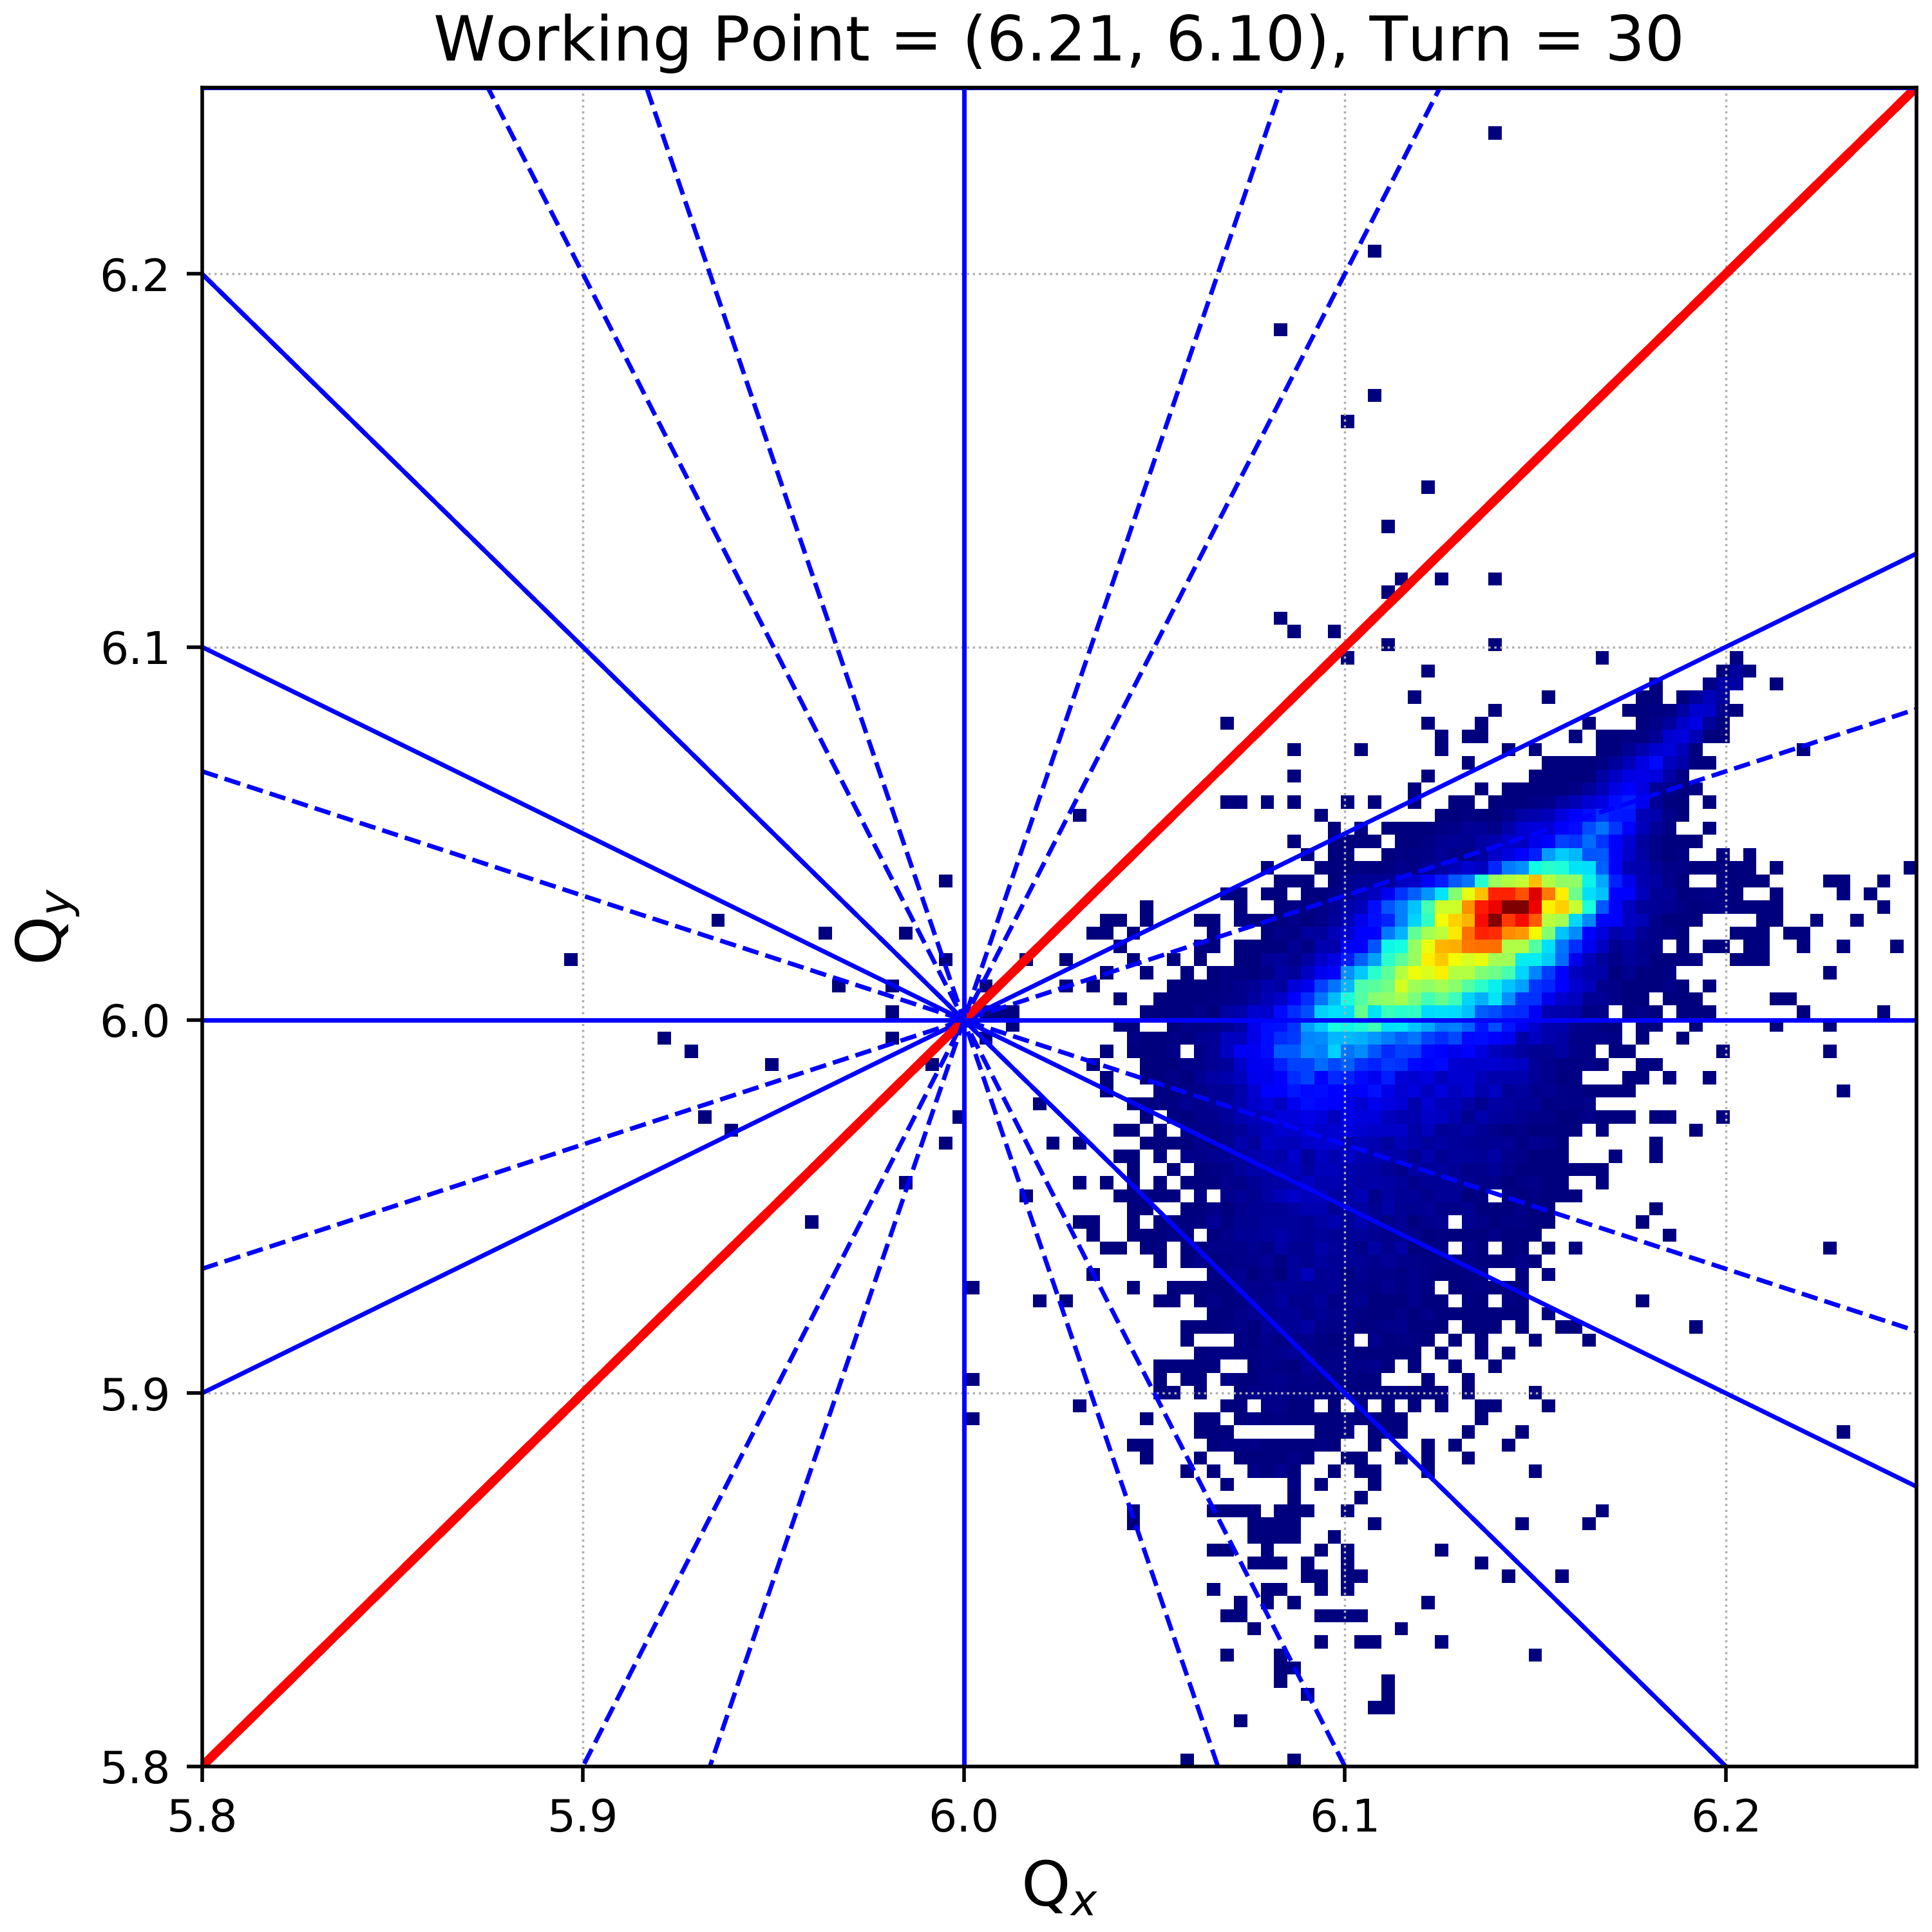 Working Point = (6.21, 6.10), Turn = 30
6.2
6.1
6.0
5.9
5.8
Qy
5.8 5.9 6.0 6.1 6.2
Qx